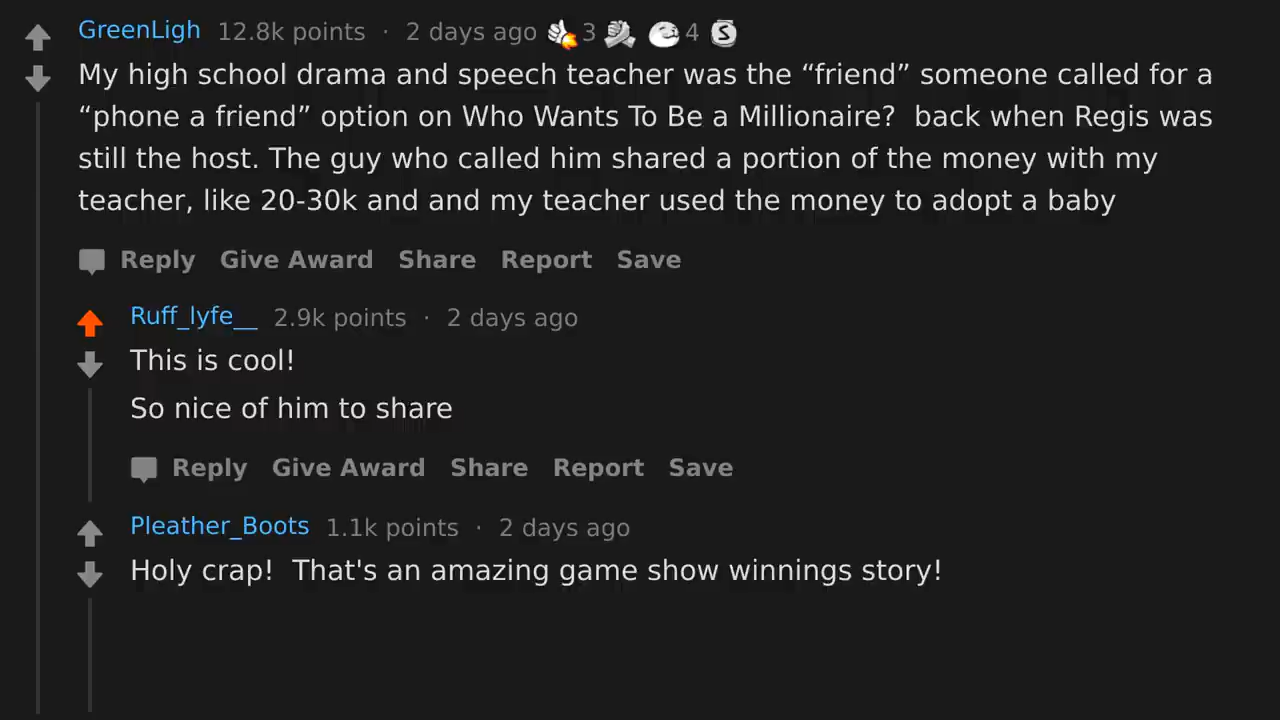 GreenLigh 12.8k points · 2 days ago 3 4 S
My high school drama and speech teacher was the “friend” someone called for a
“phone a friend” option on Who Wants To Be a Millionaire?  back when Regis was
still the host. The guy who called him shared a portion of the money with my
teacher, like 20-30k and and my teacher used the money to adopt a baby
Reply Give Award Share Report Save
Ruff_lyfe__ 2.9k points · 2 days ago
This is cool!
So nice of him to share
Reply Give Award Share Report Save
Pleather_Boots 1.1k points · 2 days ago
Holy crap!  That's an amazing game show winnings story!